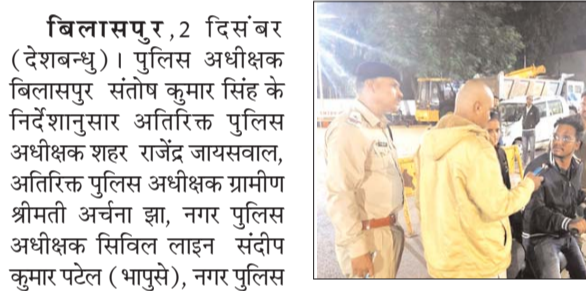 बिलासपुर,2 दिसंबर
(देशबन्धु)। पुलिस अधीक्षक
बिलासपुर संतोष कुमार सिंह के
निर्देशानुसार अतिरिक्त पुलिस
अधीक्षक शहर राजेंद्र जायसवाल,
अतिरिक्त पुलिस अधीक्षक ग्रामीण
श्रीमती अर्चना झा, नगर पुलिस
अधीक्षक सिविल लाइन संदीप
कुमार पटेल (भापुसे), नगर पुलिस